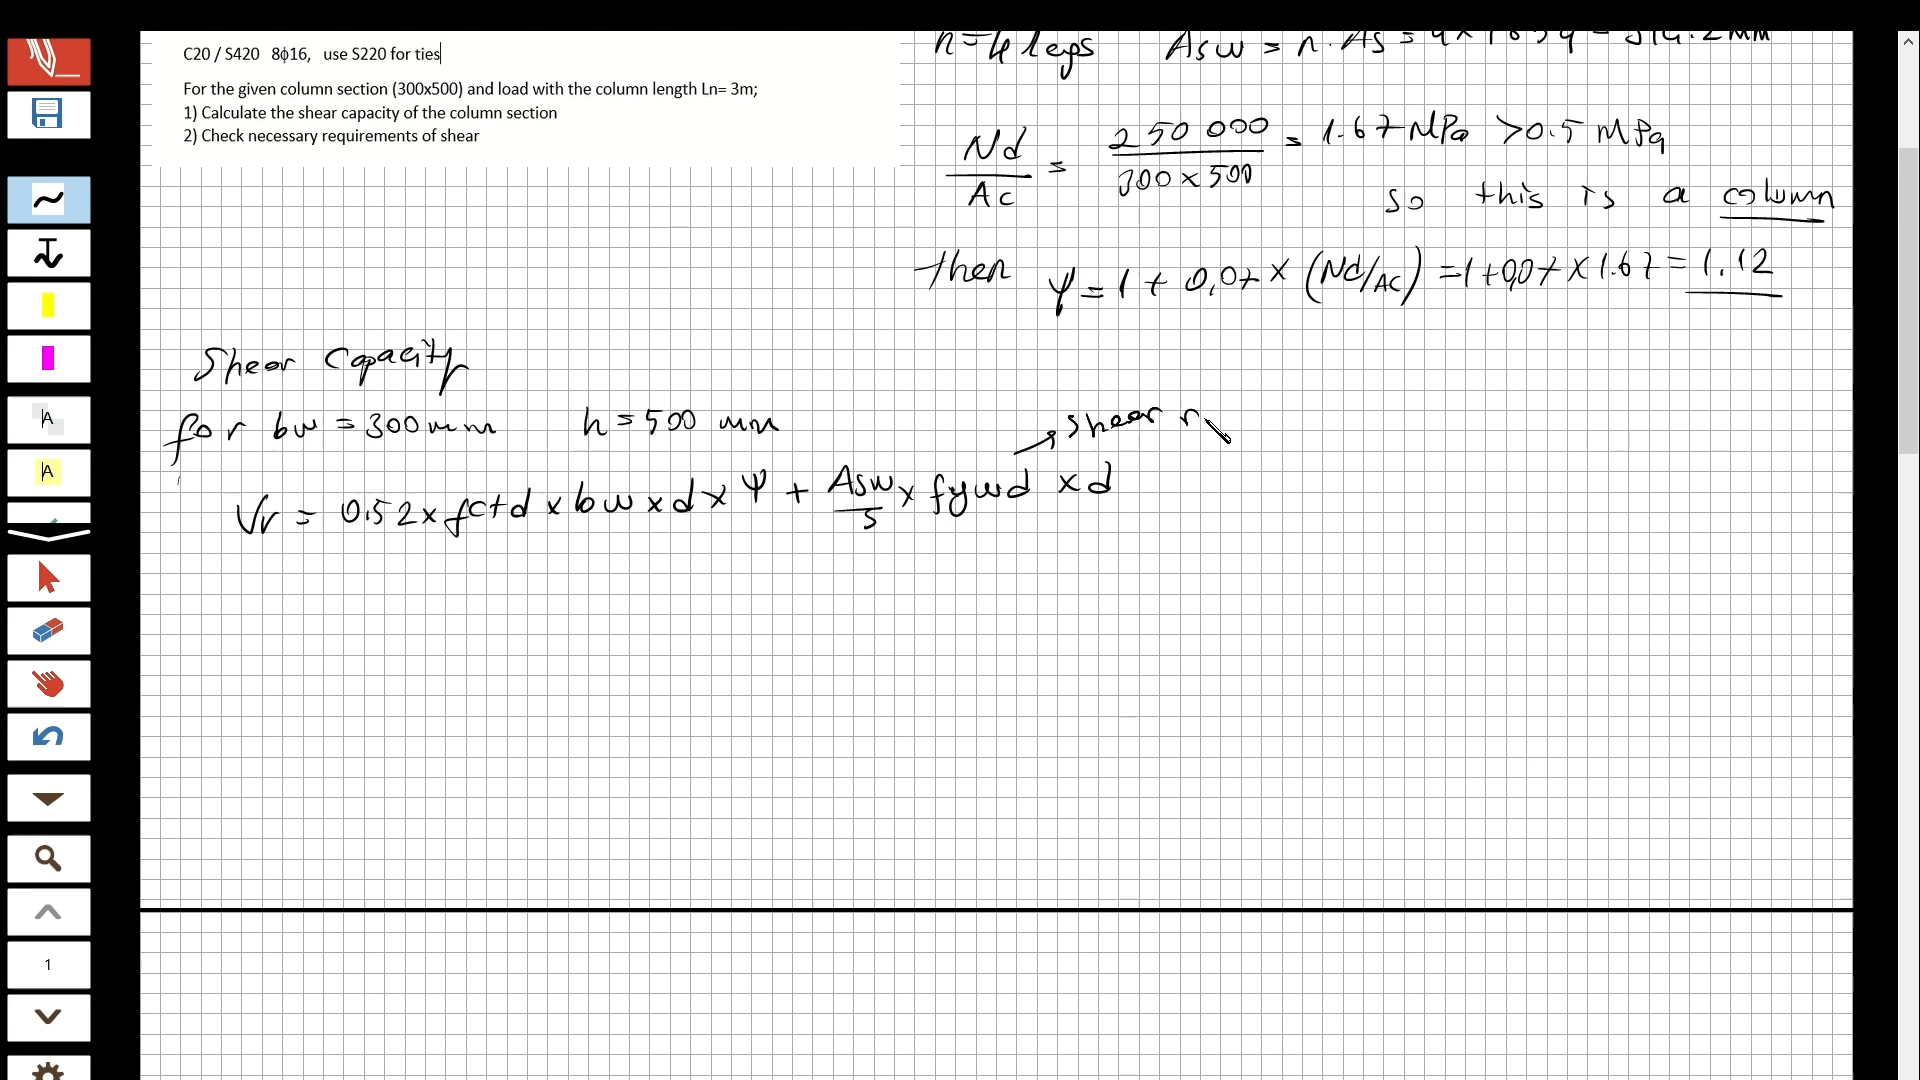 C20 / S420 8ϕ16, use S220 for ties
For the given column section (300x500) and load with the column length Ln= 3m;
1) Calculate the shear capacity of the column section
2) Check necessary requirements of shear
n=4 legs Asw = n. As =
Nd/Ac = 250 000/300 x 500 = 1.67 MPa > 0.5 MPa
so this is a column
then ψ = 1 + 0,07 x (Nd/Ac) = 1 + 0,07 x 1.67 = 1.12
Shear Capacity
for bw = 300 mm h = 500 mm
shear r
Vr = 0.52 x fctd x bw x d x ψ + Asw/s x fywd x d
A
A
1